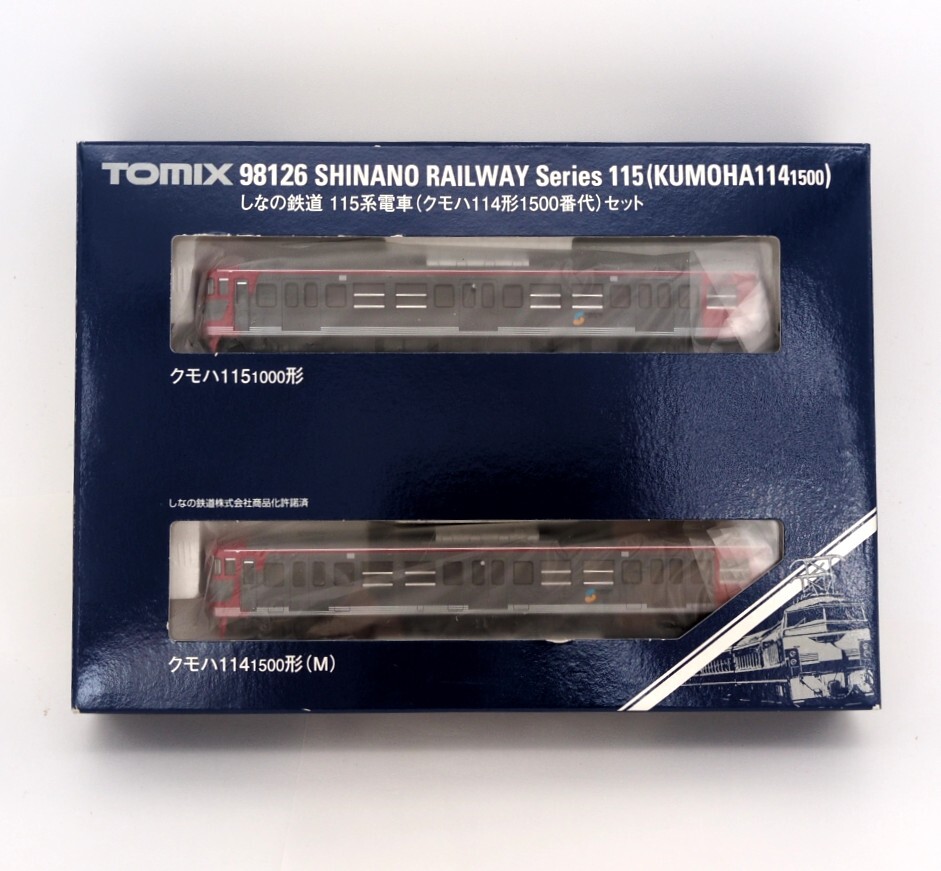 TOMIX 98126 SHINANO RAILWAY Series 115(KUMOHA1141500)
しなの鉄道 115系電車(クモハ114形1500番代)セット
クモハ1151000形
しなの鉄道株式会社商品化許諾済
クモハ1141500形(M)